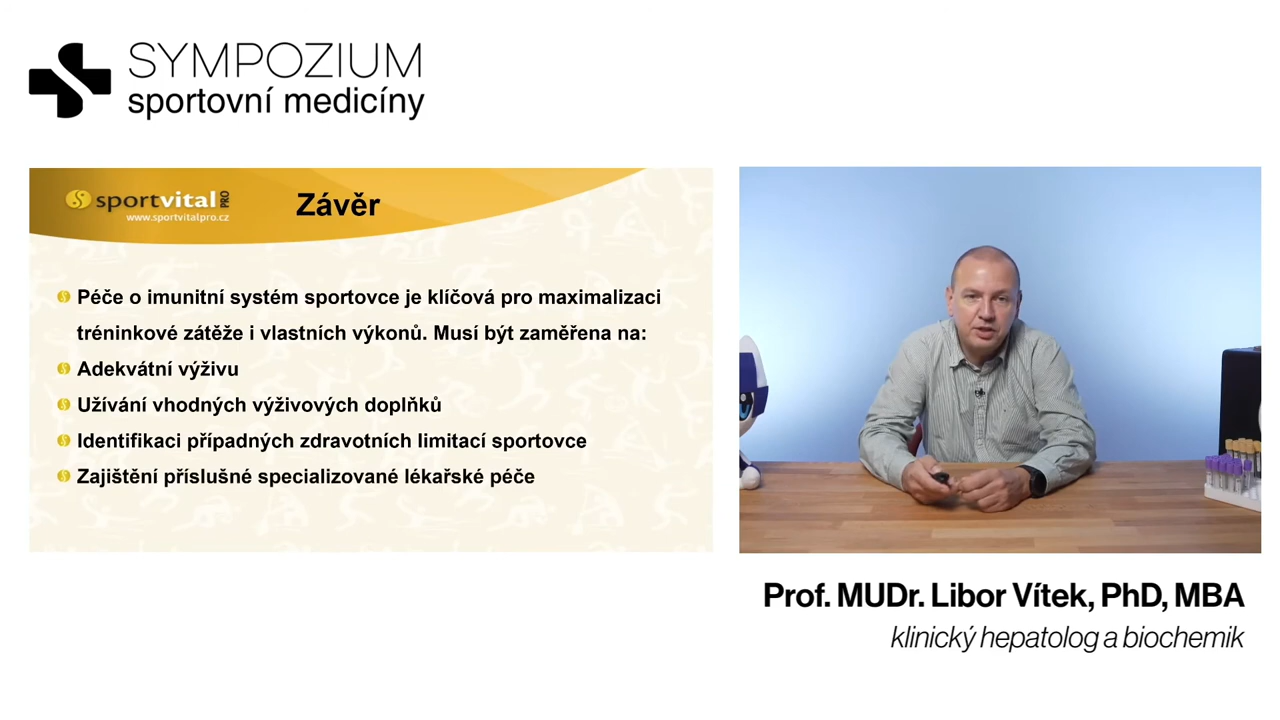 SYMPOZIUM
sportovní medicíny
sportvital PRO
www.sportvitalpro.cz
Závěr
Péče o imunitní systém sportovce je klíčová pro maximalizaci
tréninkové zátěže i vlastních výkonů. Musí být zaměřena na:
Adekvátní výživu
Užívání vhodných výživových doplňků
Identifikaci případných zdravotních limitací sportovce
Zajištění příslušné specializované lékařské péče
Prof. MUDr. Libor Vítek, PhD, MBA
klinický hepatolog a biochemik